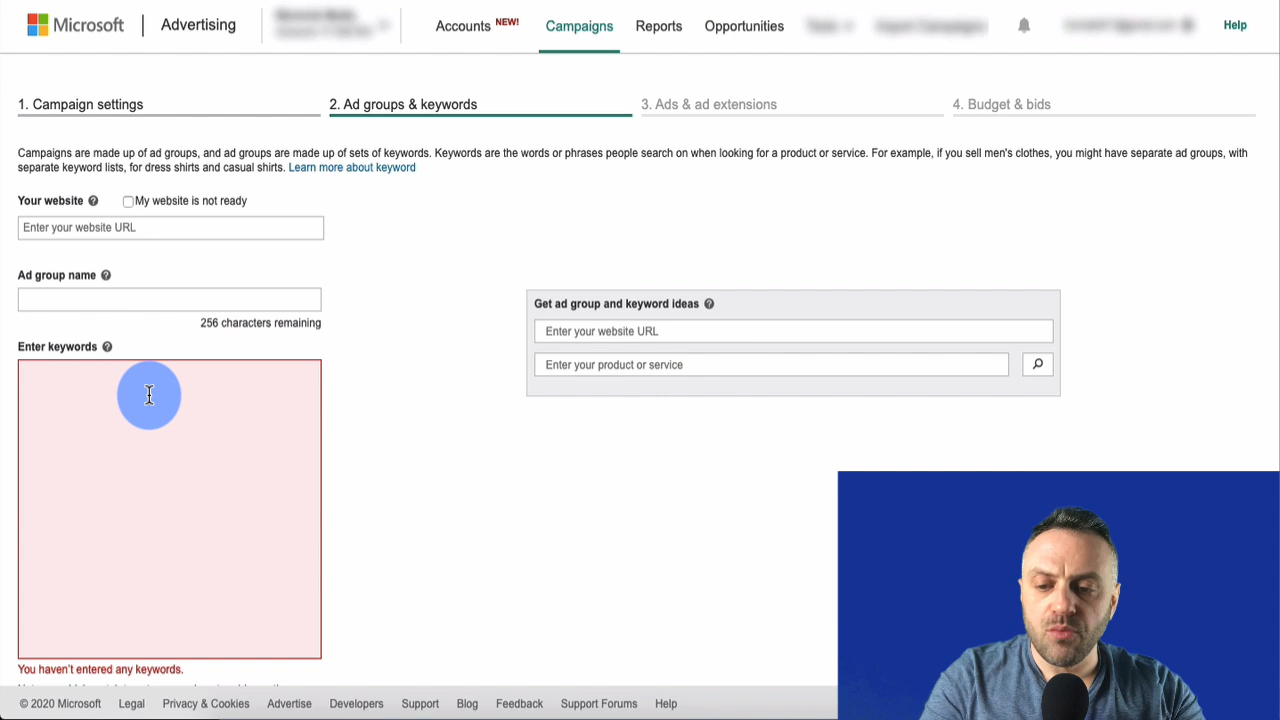 Microsoft
Advertising
Accounts NEW!
Campaigns
Reports
Opportunities
Help
1. Campaign settings
2. Ad groups & keywords
3. Ads & ad extensions
4. Budget & bids
Campaigns are made up of ad groups, and ad groups are made up of sets of keywords. Keywords are the words or phrases people search on when looking for a product or service. For example, if you sell men's clothes, you might have separate ad groups, with
separate keyword lists, for dress shirts and casual shirts. Learn more about keyword
Your website
My website is not ready
Enter your website URL
Ad group name
256 characters remaining
Enter keywords
Get ad group and keyword ideas
Enter your website URL
Enter your product or service
You haven't entered any keywords.
© 2020 Microsoft
Legal
Privacy & Cookies
Advertise
Developers
Support
Blog
Feedback
Support Forums
Help